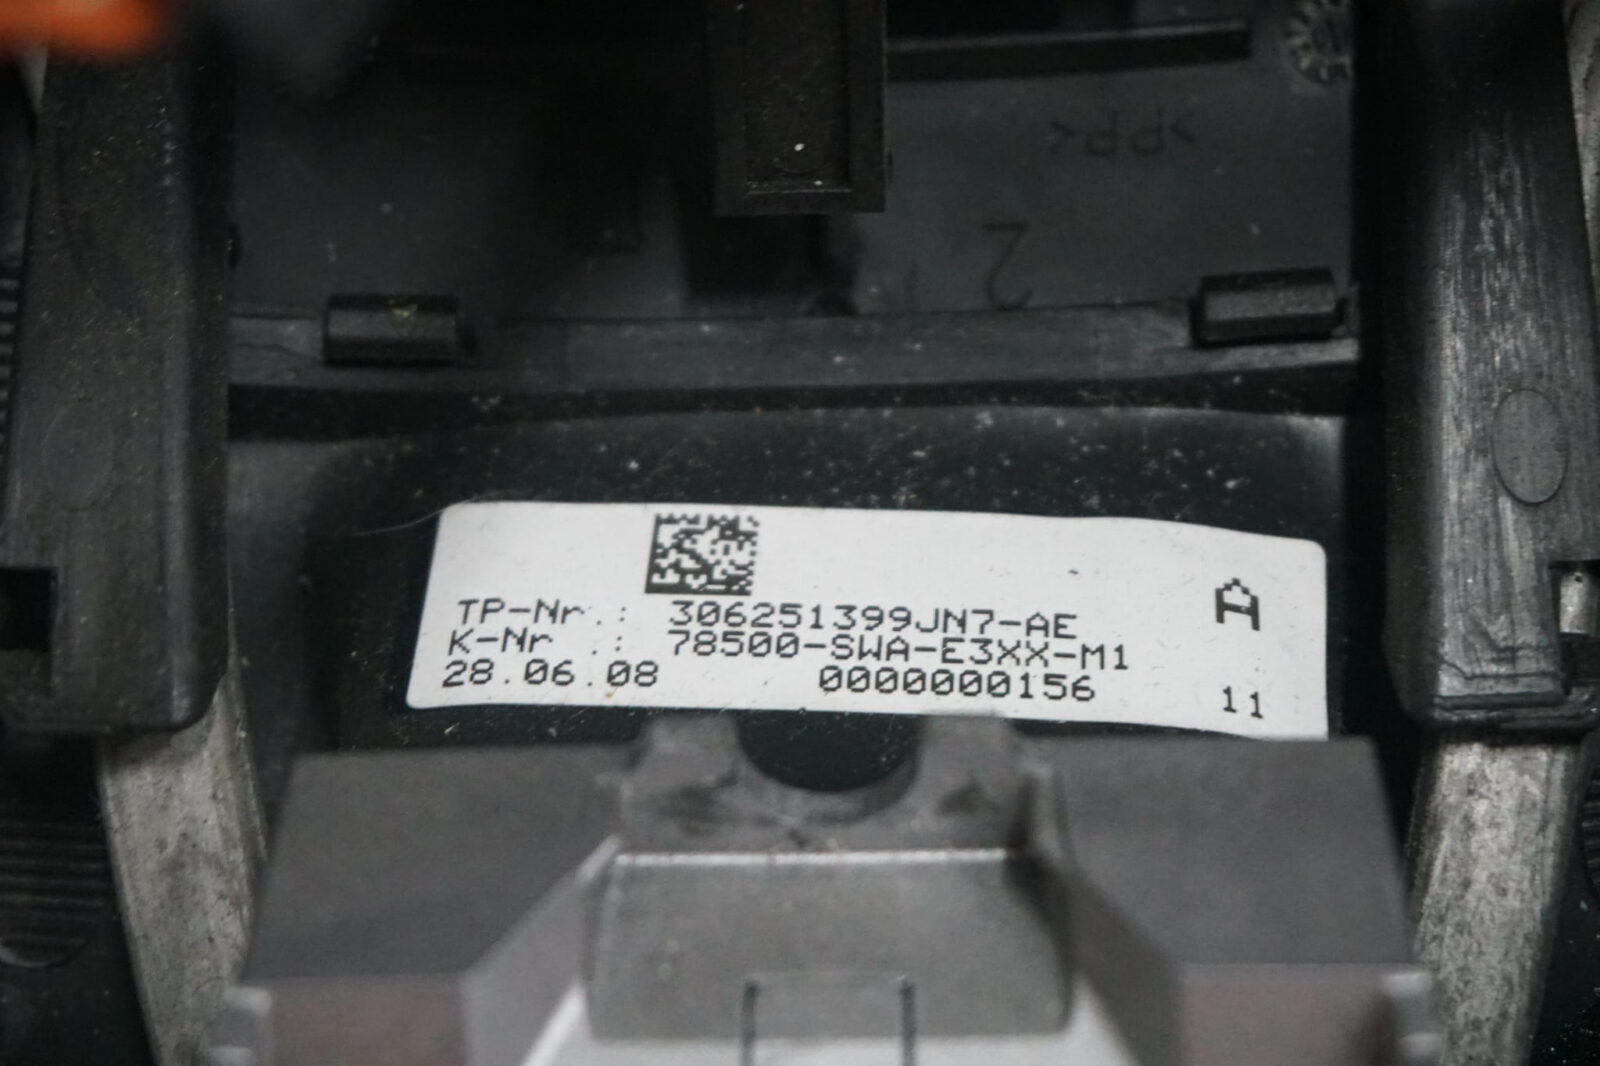 >PP<
2
A
TP-Nr.: 306251399JN7-AE
K-Nr .: 78500-SWA-E3XX-M1
28.06.08 0000000156 11